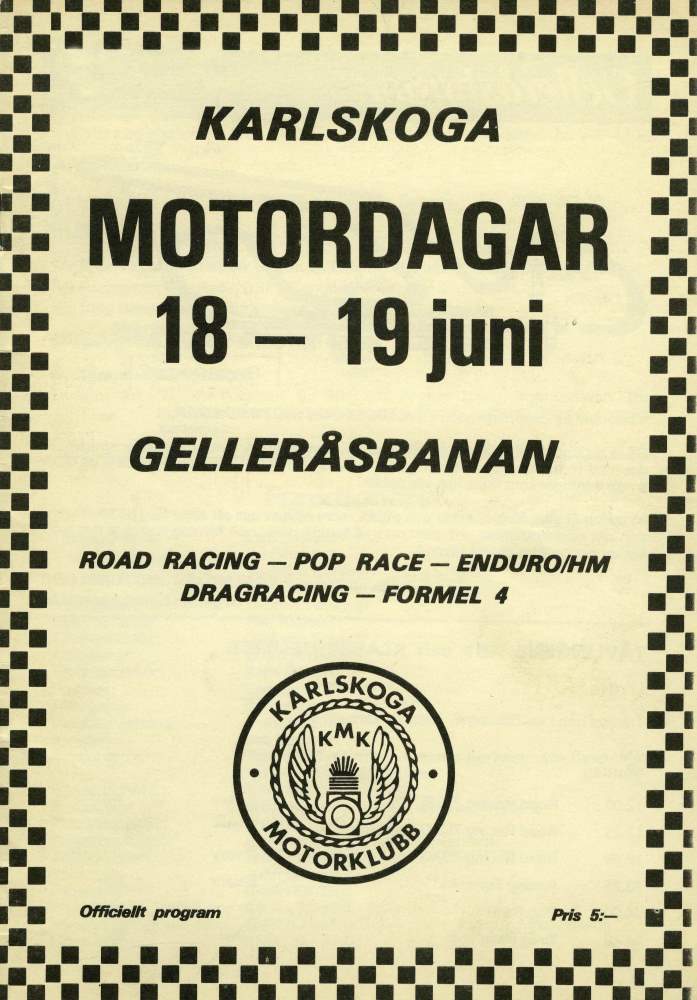 KARLSKOGA
MOTORDAGAR
18 — 19 juni
GELLERÅSBANAN
ROAD RACING — POP RACE — ENDURO/HM
DRAGRACING — FORMEL 4
KARLSKOGA
KMK
MOTORKLUBB
Officiellt program
Pris 5:—